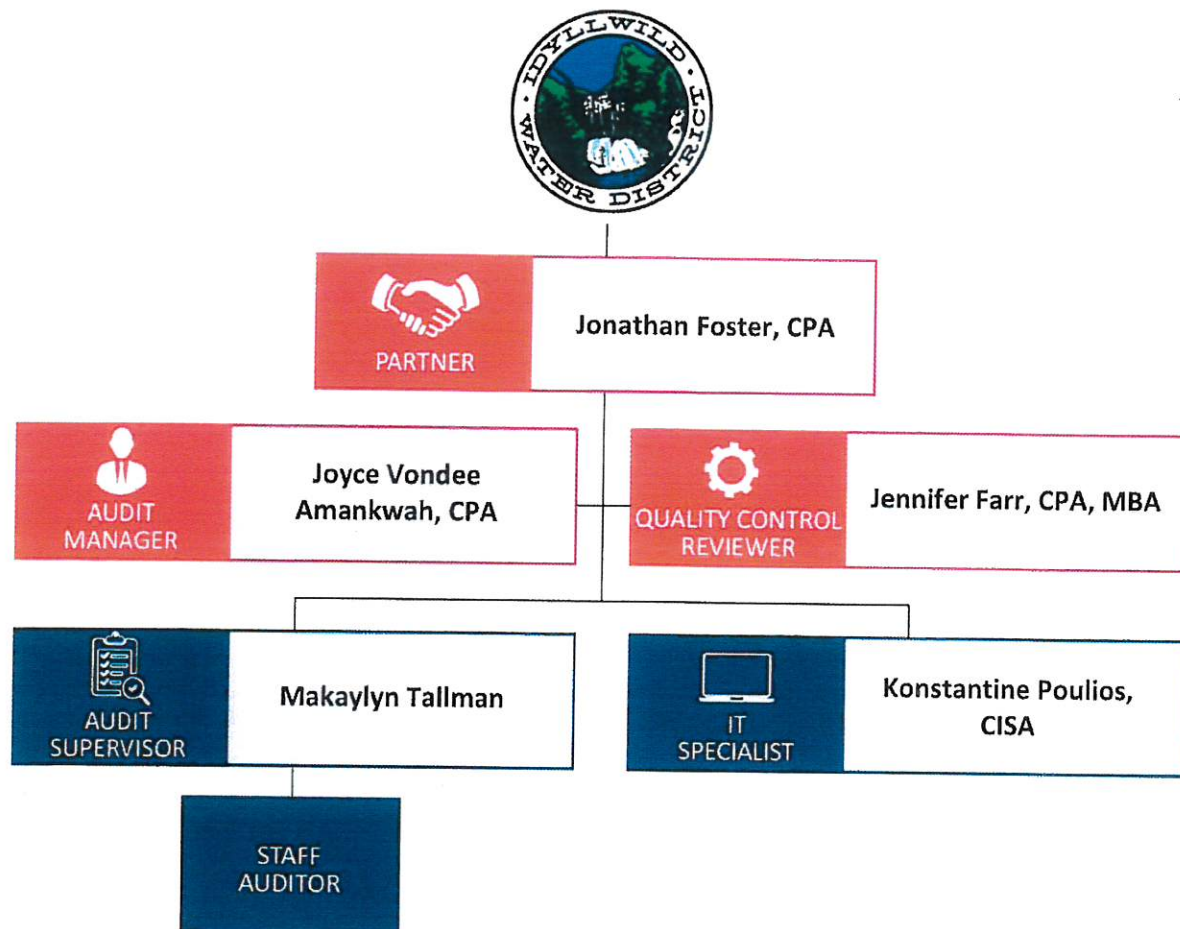 IDYLLWILD
WATER DISTRICT
PARTNER
Jonathan Foster, CPA
AUDIT
MANAGER
Joyce Vondee
Amankwah, CPA
QUALITY CONTROL
REVIEWER
Jennifer Farr, CPA, MBA
AUDIT
SUPERVISOR
Makaylyn Tallman
IT
SPECIALIST
Konstantine Poulios,
CISA
STAFF
AUDITOR